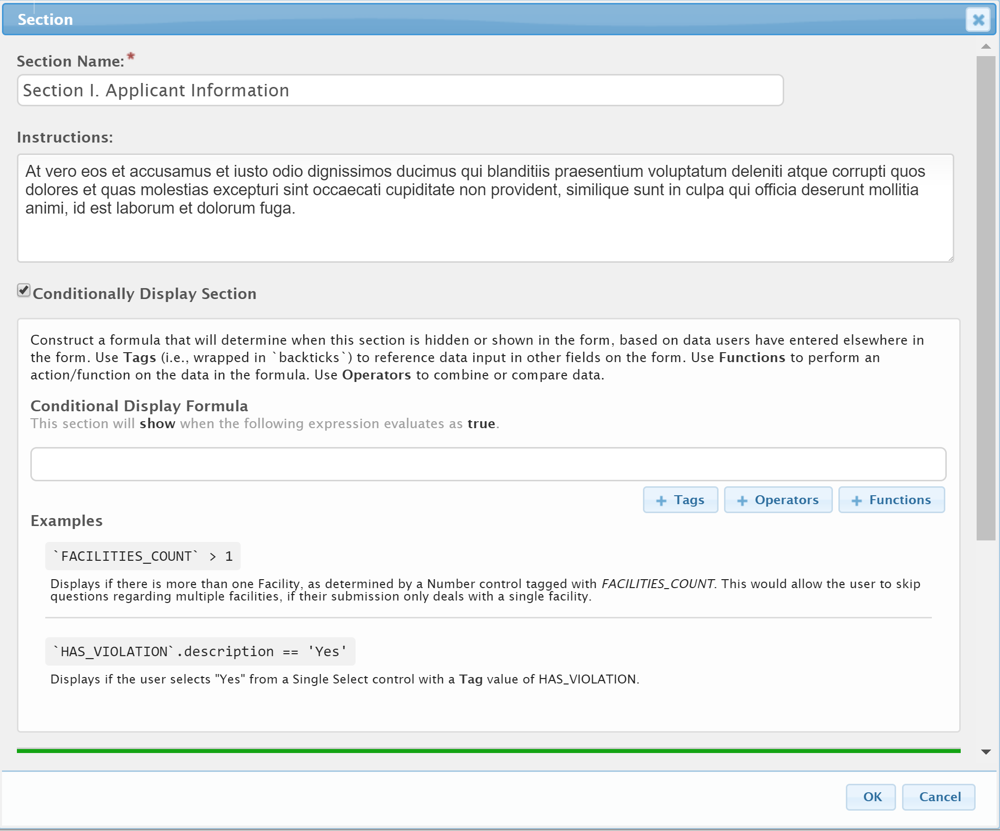 Section
Section Name:*
Section I. Applicant Information
Instructions:
At vero eos et accusamus et iusto odio dignissimos ducimus qui blanditiis praesentium voluptatum deleniti atque corrupti quos
dolores et quas molestias excepturi sint occaecati cupiditate non provident, similique sunt in culpa qui officia deserunt mollitia
animi, id est laborum et dolorum fuga.
Conditionally Display Section
Construct a formula that will determine when this section is hidden or shown in the form, based on data users have entered elsewhere in
the form. Use Tags (i.e., wrapped in `backticks`) to reference data input in other fields on the form. Use Functions to perform an
action/function on the data in the formula. Use Operators to combine or compare data.
Conditional Display Formula
This section will show when the following expression evaluates as true.
+ Tags + Operators + Functions
Examples
`FACILITIES_COUNT` > 1
Displays if there is more than one Facility, as determined by a Number control tagged with FACILITIES_COUNT. This would allow the user to skip
questions regarding multiple facilities, if their submission only deals with a single facility.
`HAS_VIOLATION`.description == 'Yes'
Displays if the user selects "Yes" from a Single Select control with a Tag value of HAS_VIOLATION.
OK Cancel